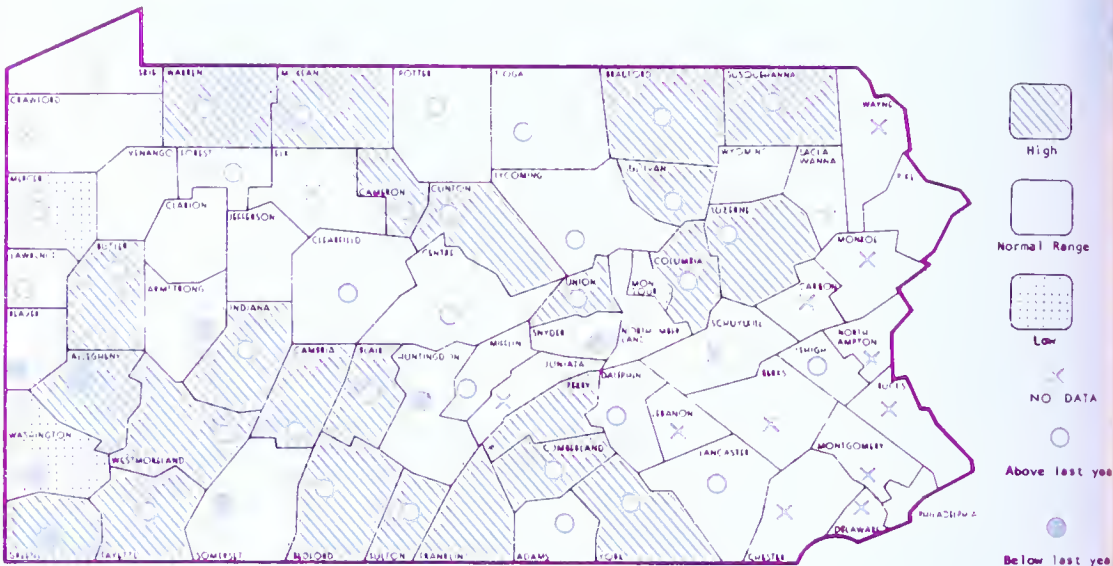 ERIE WARREN McKEAN POTTER TIOGA BRADFORD SUSQUEHANNA
CRAWFORD WAYNE
High
VENANGO FOREST ELK WYOMING LACKAWANNA
MERCER CAMERON CLINTON LYCOMING SULLIVAN PIKE
CLARION JEFFERSON LUZERNE
BUTLER CLEARFIELD CENTRE MONROE
Normal Range
LAWRENCE COLUMBIA
ARMSTRONG UNION MONTOUR CARBON
BEAVER INDIANA
SNYDER SCHUYLKILL NORTH
AMPTON
Low
ALLEGHENY CAMBRIA BLAIR HUNTINGDON MIFFLIN LEHIGH
JUNIATA BERKS
PERRY DAUPHIN BUCKS
NO DATA
LEBANON
WASHINGTON CUMBERLAND MONTGOMERY
WESTMORELAND LANCASTER
Above last yea
PHILADELPHIA
DELAWARE
GREENE FAYETTE SOMERSET BEDFORD FULTON FRANKLIN ADAMS YORK CHESTER
Below last yea